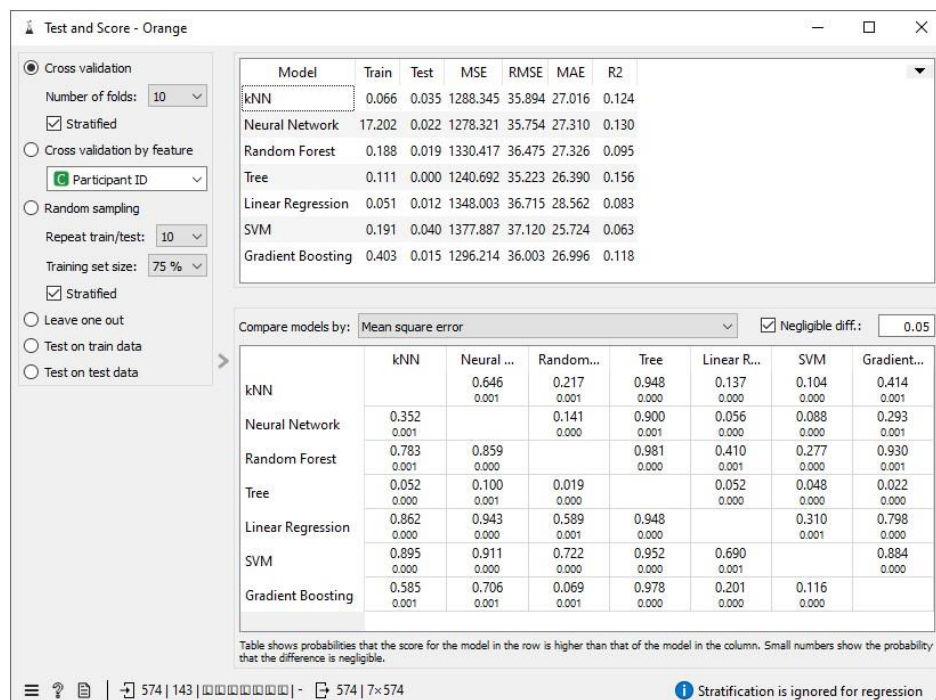 Test and Score - Orange
Cross validation
Number of folds: 10
Stratified
Cross validation by feature
C Participant ID
Random sampling
Repeat train/test: 10
Training set size: 75 %
Stratified
Leave one out
Test on train data
Test on test data
Model Train Test MSE RMSE MAE R2
kNN 0.066 0.035 1288.345 35.894 27.016 0.124
Neural Network 17.202 0.022 1278.321 35.754 27.310 0.130
Random Forest 0.188 0.019 1330.417 36.475 27.326 0.095
Tree 0.111 0.000 1240.692 35.223 26.390 0.156
Linear Regression 0.051 0.012 1348.003 36.715 28.562 0.083
SVM 0.191 0.040 1377.887 37.120 25.724 0.063
Gradient Boosting 0.403 0.015 1296.214 36.003 26.996 0.118
Compare models by: Mean square error Negligible diff.: 0.05
kNN Neural ... Random... Tree Linear R... SVM Gradient...
kNN 0.646 0.217 0.948 0.137 0.104 0.414
0.001 0.001 0.000 0.000 0.000 0.001
Neural Network 0.352 0.141 0.900 0.056 0.088 0.293
0.001 0.000 0.001 0.000 0.000 0.001
Random Forest 0.783 0.859 0.981 0.410 0.277 0.930
0.001 0.000 0.000 0.001 0.000 0.001
Tree 0.052 0.100 0.019 0.052 0.048 0.022
0.000 0.001 0.000 0.000 0.000 0.000
Linear Regression 0.862 0.943 0.589 0.948 0.310 0.798
0.000 0.000 0.001 0.000 0.001 0.000
SVM 0.895 0.911 0.722 0.952 0.690 0.884
0.000 0.000 0.000 0.000 0.001 0.000
Gradient Boosting 0.585 0.706 0.069 0.978 0.201 0.116
0.001 0.001 0.001 0.000 0.000 0.000
Table shows probabilities that the score for the model in the row is higher than that of the model in the column. Small numbers show the probability
that the difference is negligible.
574 | 143 | - 574 | 7×574
Stratification is ignored for regression